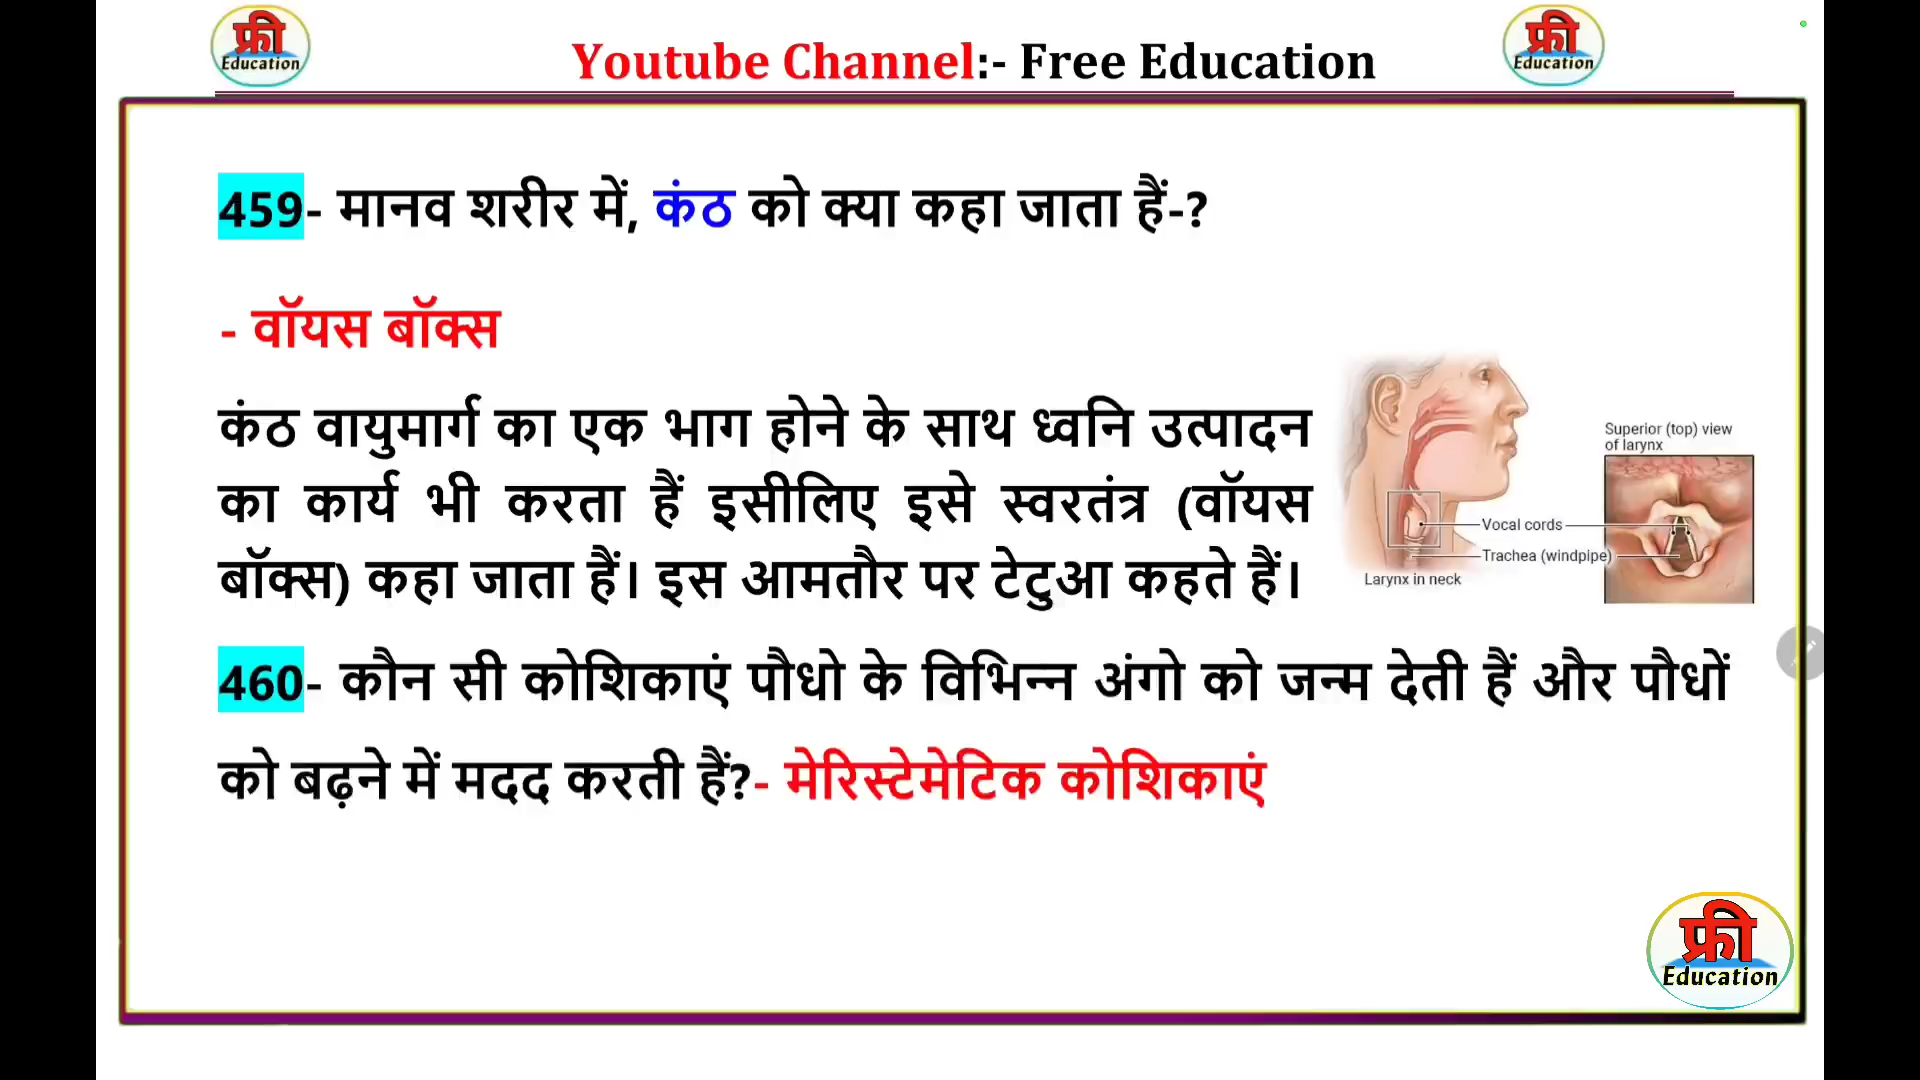 फ्री
Education
Youtube Channel:- Free Education
फ्री
Education
459- मानव शरीर में, कंठ को क्या कहा जाता हैं-?
- वॉयस बॉक्स
कंठ वायुमार्ग का एक भाग होने के साथ ध्वनि उत्पादन
का कार्य भी करता हैं इसीलिए इसे स्वरतंत्र (वॉयस
बॉक्स) कहा जाता हैं। इस आमतौर पर टेटुआ कहते हैं।
Superior (top) view
of larynx
Vocal cords
Trachea (windpipe)
Larynx in neck
460- कौन सी कोशिकाएं पौधो के विभिन्न अंगो को जन्म देती हैं और पौधों
को बढ़ने में मदद करती हैं?- मेरिस्टेमेटिक कोशिकाएं
फ्री
Education